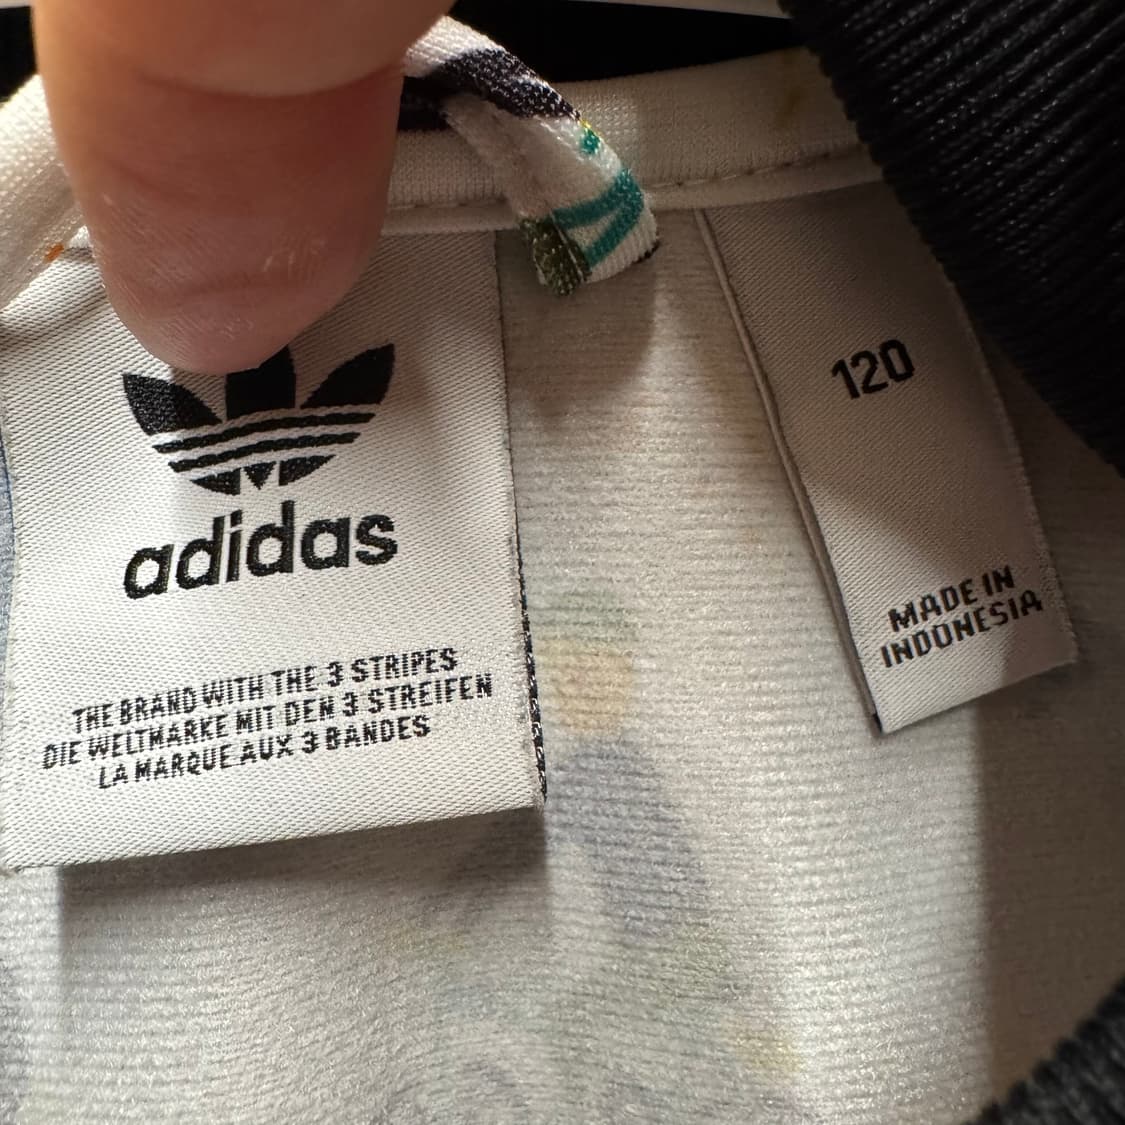 adidas
THE BRAND WITH THE 3 STRIPES
DIE WELTMARKE MIT DEN 3 STREIFEN
LA MARQUE AUX 3 BANDES
120
MADE IN
INDONESIA